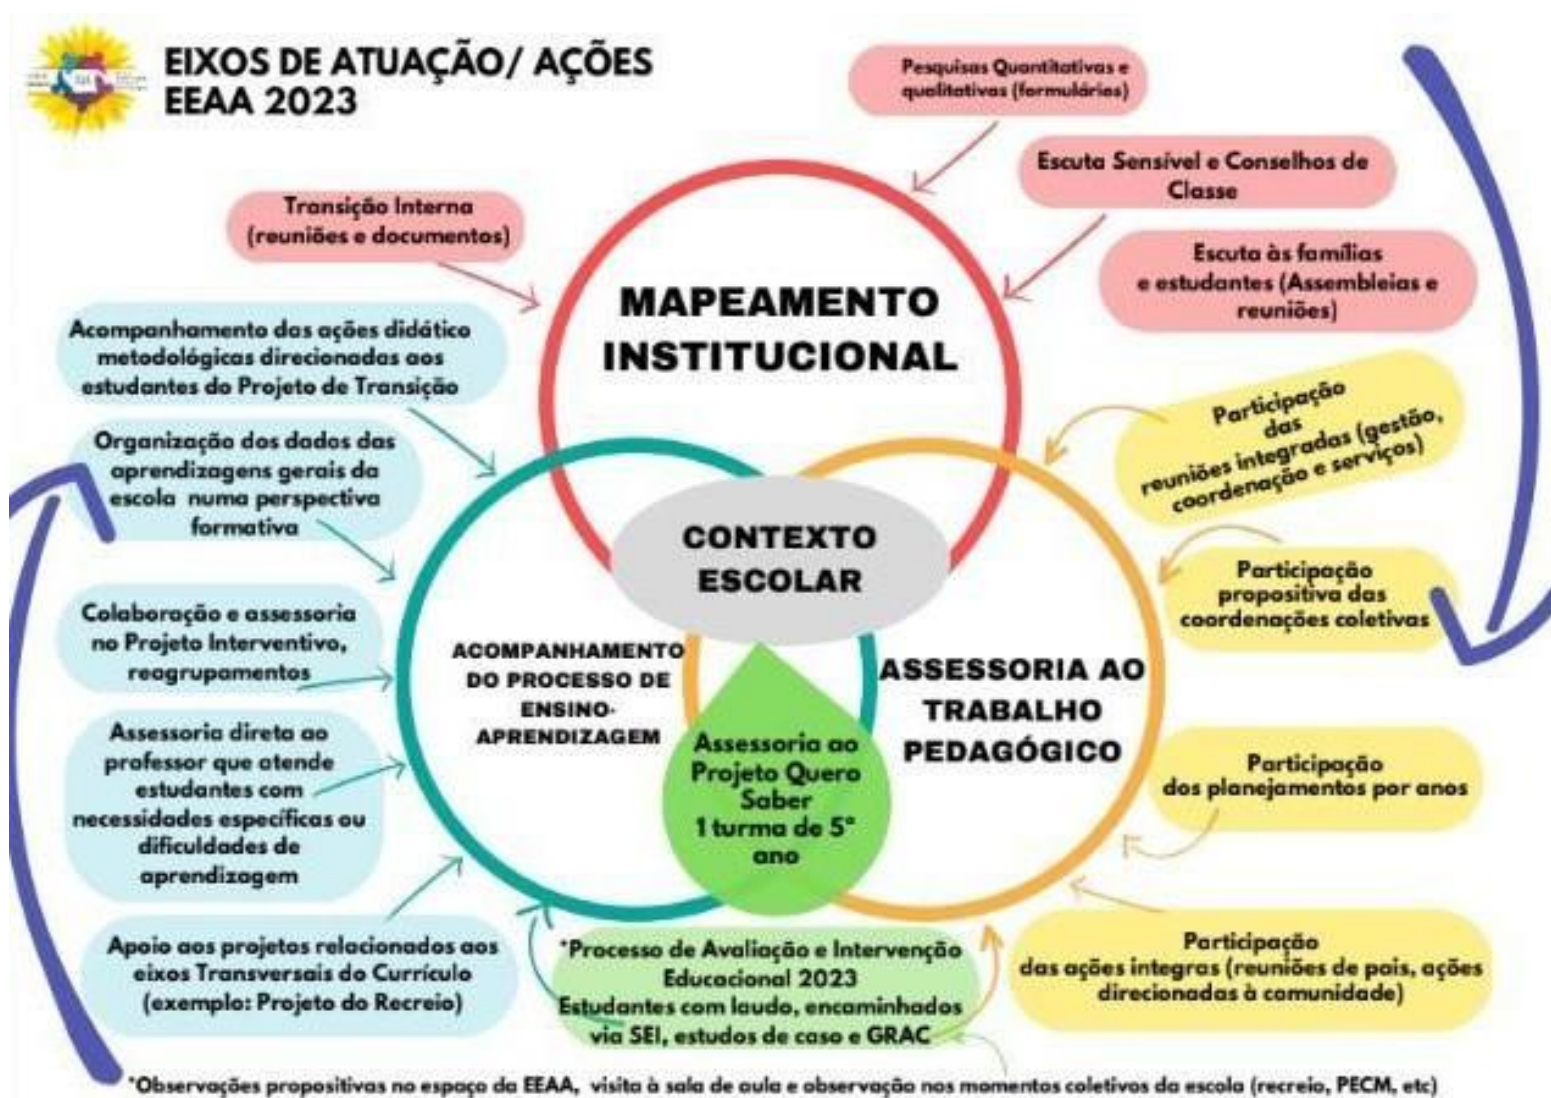 EIXOS DE ATUAÇÃO/ AÇÕES
EEAA 2023
Pesquisas Quantitativas e
qualitativas (formulários)
Escuta Sensível e Conselhos de
Classe
Transição Interna
(reuniões e documentos)
Escuta às famílias
e estudantes (Assembleias e
reuniões)
MAPEAMENTO
INSTITUCIONAL
Acompanhamento das ações didático
metodológicas direcionadas aos
estudantes do Projeto de Transição
Organização dos dados das
aprendizagens gerais da
escola numa perspectiva
formativa
Colaboração e assessoria
no Projeto Interventivo,
reagrupamentos
Assessoria direta ao
professor que atende
estudantes com
necessidades específicas ou
dificuldades de
aprendizagem
Apoio aos projetos relacionados aos
eixos Transversais do Currículo
(exemplo: Projeto do Recreio)
CONTEXTO
ESCOLAR
ACOMPANHAMENTO
DO PROCESSO DE
ENSINO-
APRENDIZAGEM
Assessoria ao
Projeto Quero
Saber
1 turma de 5º
ano
ASSESSORIA AO
TRABALHO
PEDAGÓGICO
Participação
das
reuniões integradas (gestão,
coordenação e serviços)
Participação
propositiva das
coordenações coletivas
Participação
dos planejamentos por anos
Participação
das ações integras (reuniões de pais, ações
direcionadas à comunidade)
*Processo de Avaliação e Intervenção
Educacional 2023
Estudantes com laudo, encaminhados
via SEI, estudos de caso e GRAC
*Observações propositivas no espaço da EEAA, visita à sala de aula e observação nos momentos coletivos da escola (recreio, PECM, etc)